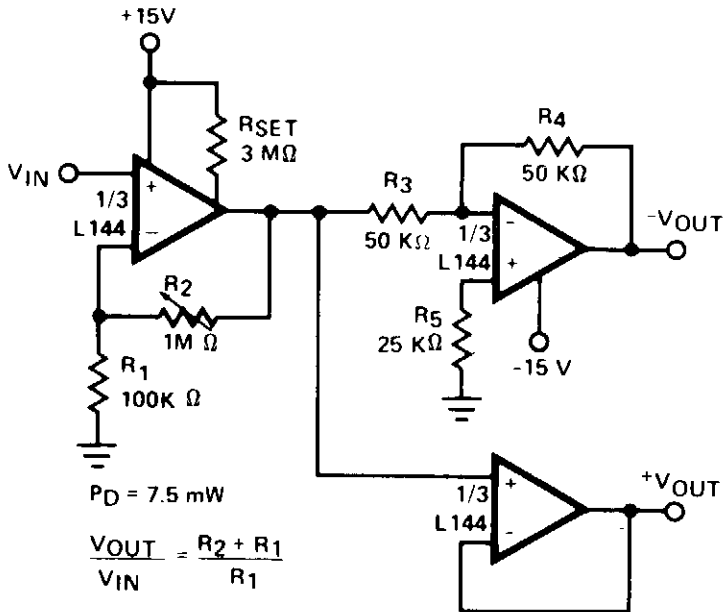 +15V
RSET
3 MΩ
VIN
+
1/3
L144
−
R2
1M Ω
R1
100K Ω
R3
50 KΩ
R4
50 KΩ
−
1/3
L144
+
−VOUT
R5
25 KΩ
-15 V
+
1/3
L144
−
+VOUT
PD = 7.5 mW
VOUT / VIN = R2 + R1 / R1